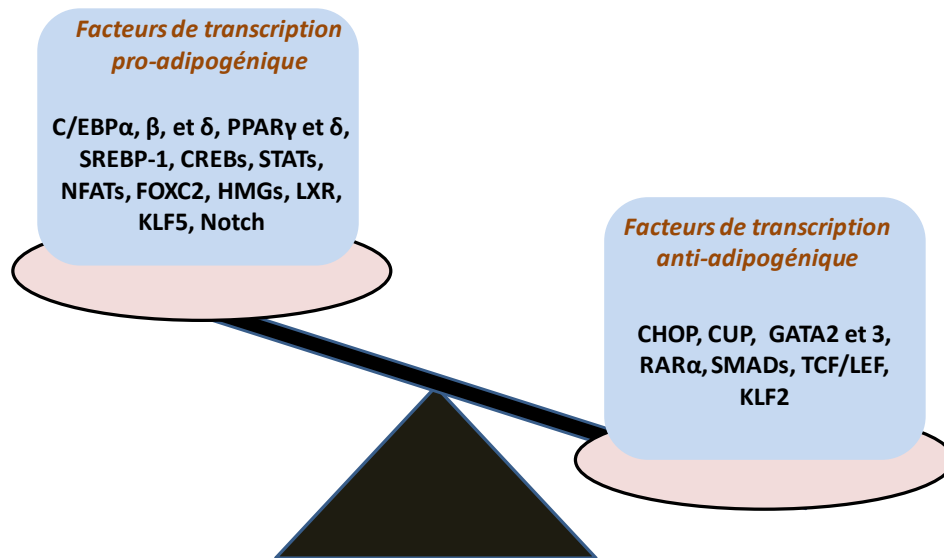 Facteurs de transcription
pro-adipogénique
C/EBPα, β, et δ, PPARγ et δ,
SREBP-1, CREBs, STATs,
NFATs, FOXC2, HMGs, LXR,
KLF5, Notch
Facteurs de transcription
anti-adipogénique
CHOP, CUP, GATA2 et 3,
RARα, SMADs, TCF/LEF,
KLF2